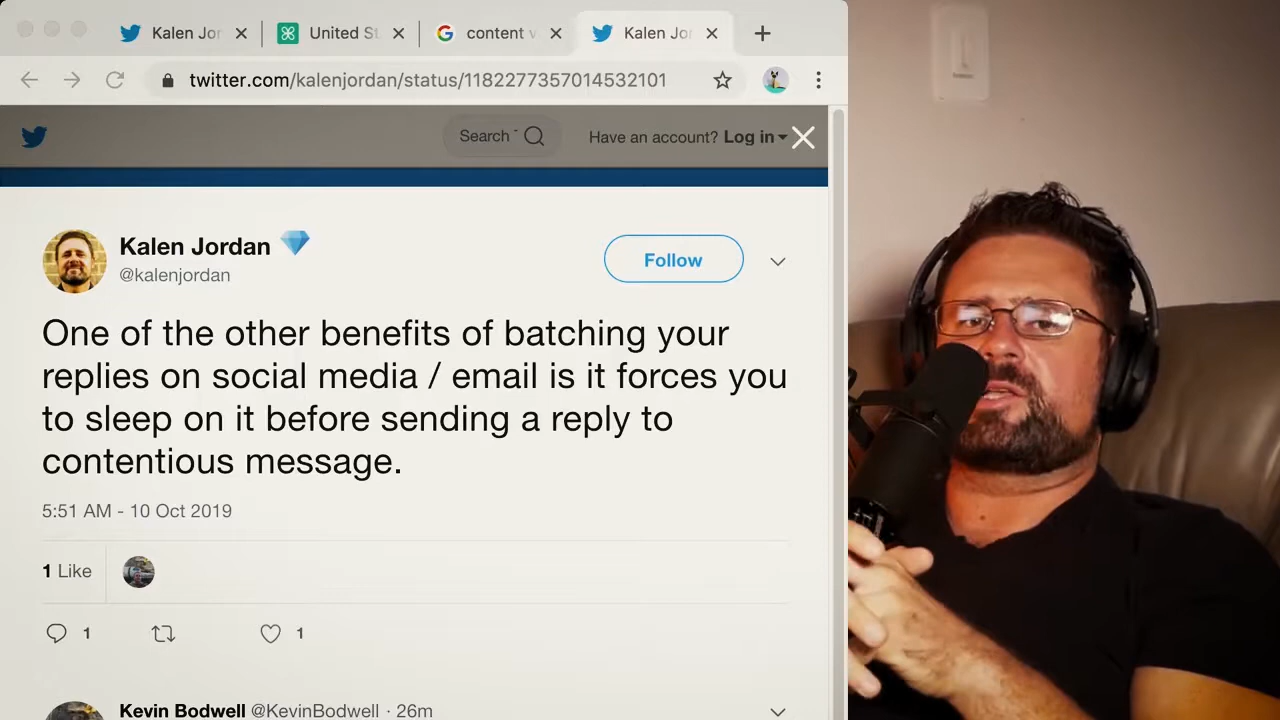 Kalen Jor
United S
content v
Kalen Jor
twitter.com/kalenjordan/status/1182277357014532101
Search
Have an account? Log in
Kalen Jordan
@kalenjordan
Follow
One of the other benefits of batching your
replies on social media / email is it forces you
to sleep on it before sending a reply to
contentious message.
5:51 AM - 10 Oct 2019
1 Like
1
1
Kevin Bodwell @KevinBodwell · 26m